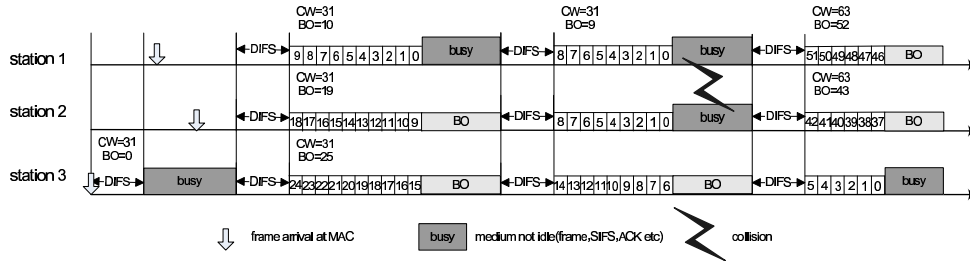 CW=31
BO=10
CW=31
BO=9
CW=63
BO=52
station 1
DIFS
9 8 7 6 5 4 3 2 1 0
busy
DIFS
8 7 6 5 4 3 2 1 0
busy
DIFS
51 50 49 48 47 46
BO
CW=31
BO=19
CW=63
BO=43
station 2
DIFS
18 17 16 15 14 13 12 11 10 9
BO
DIFS
8 7 6 5 4 3 2 1 0
busy
DIFS
42 41 40 39 38 37
BO
CW=31
BO=0
CW=31
BO=25
station 3
DIFS
busy
DIFS
24 23 22 21 20 19 18 17 16 15
BO
DIFS
14 13 12 11 10 9 8 7 6
BO
DIFS
5 4 3 2 1 0
busy
frame arrival at MAC
busy
medium not idle(frame,SIFS,ACK etc)
collision